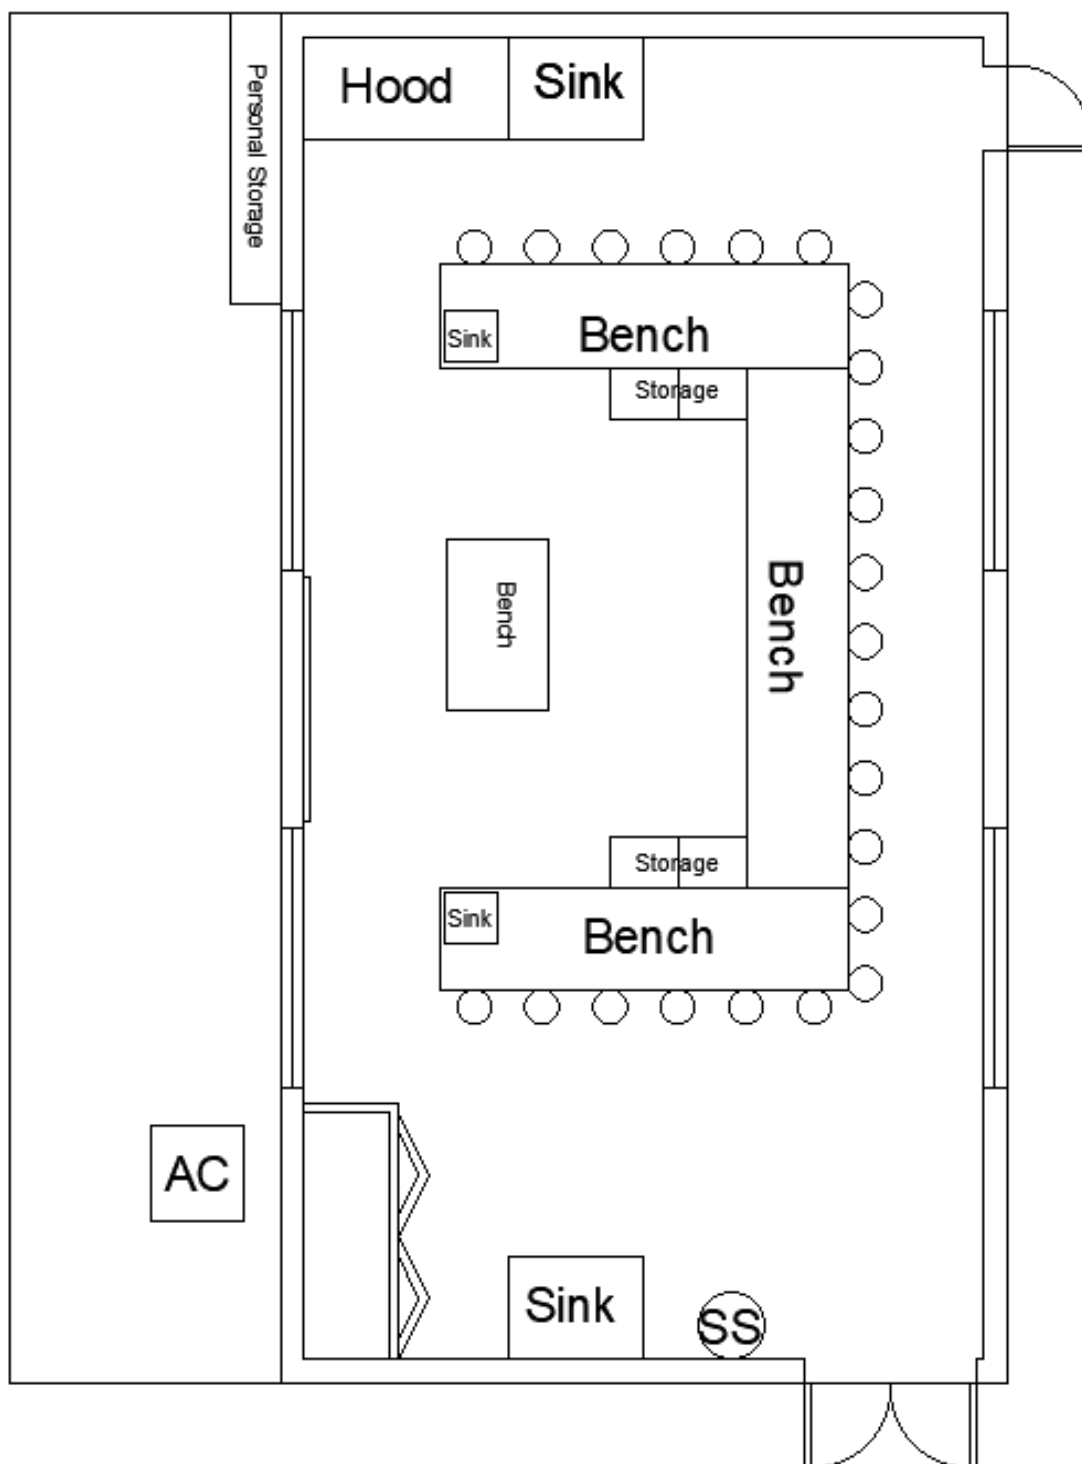 Hood
Sink
Personal Storage
Sink
Bench
Storage
Bench
Bench
Storage
Sink
Bench
AC
Sink
SS